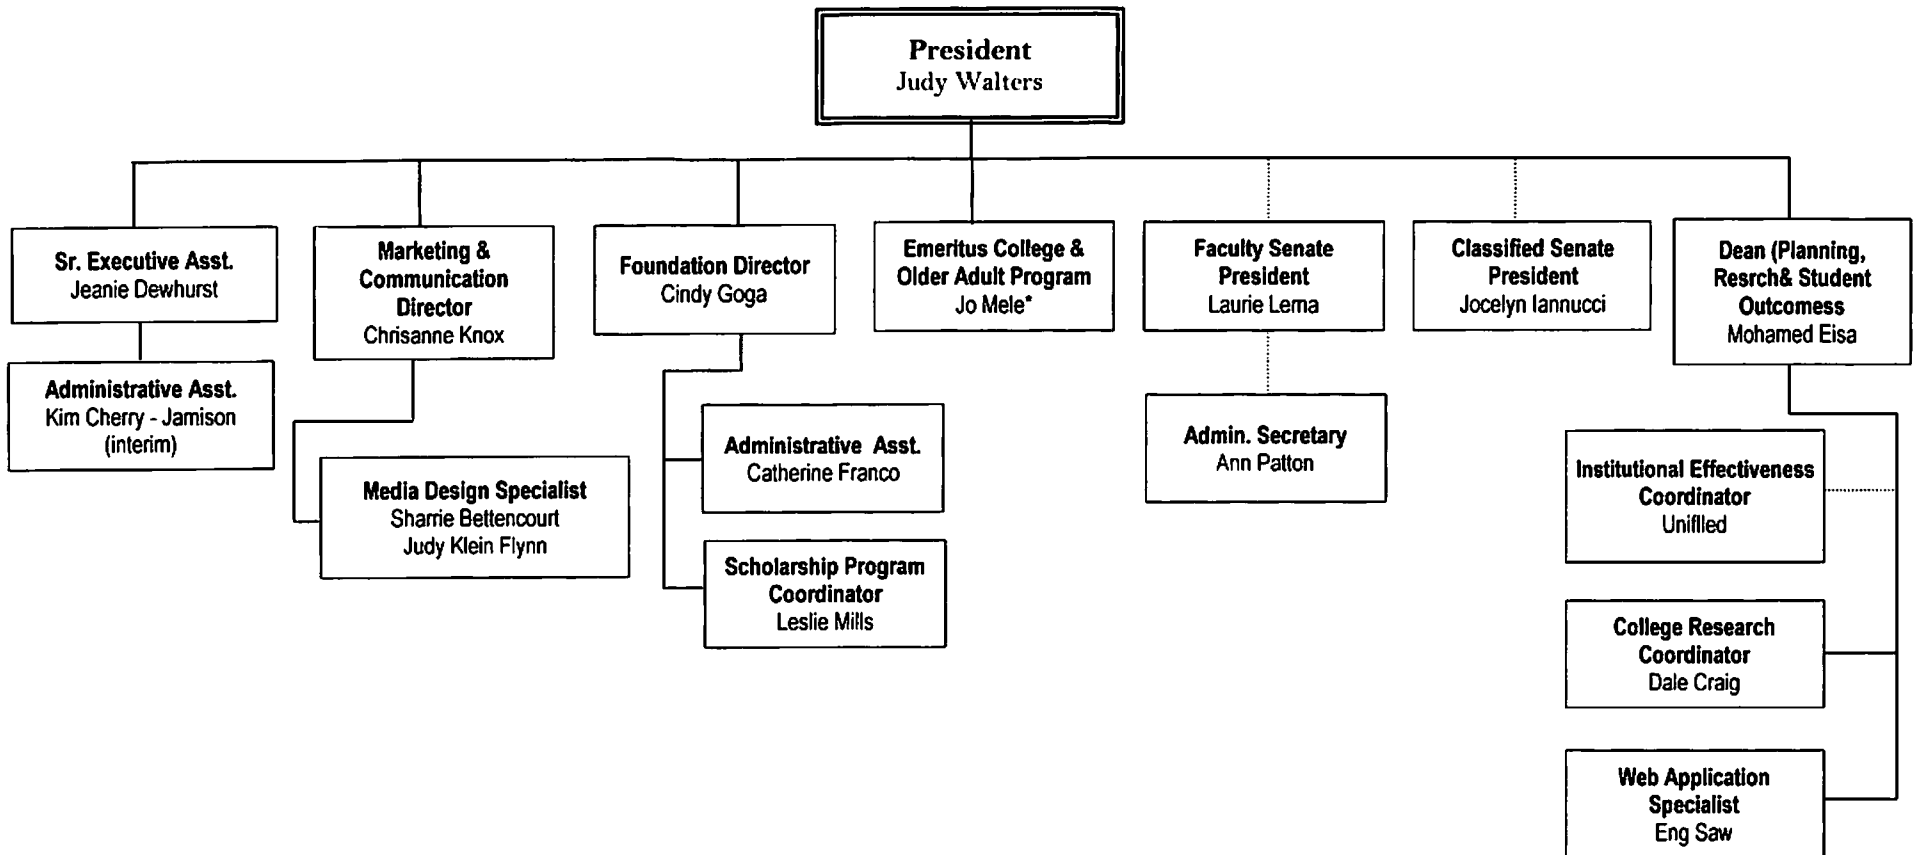 President
Judy Walters
Sr. Executive Asst.
Jeanie Dewhurst
Administrative Asst.
Kim Cherry - Jamison
(interim)
Marketing &
Communication
Director
Chrisanne Knox
Media Design Specialist
Sharrie Bettencourt
Judy Klein Flynn
Foundation Director
Cindy Goga
Administrative Asst.
Catherine Franco
Scholarship Program
Coordinator
Leslie Mills
Emeritus College &
Older Adult Program
Jo Mele*
Faculty Senate
President
Laurie Lema
Admin. Secretary
Ann Patton
Classified Senate
President
Jocelyn Iannucci
Dean (Planning,
Resrch& Student
Outcomess
Mohamed Eisa
Institutional Effectiveness
Coordinator
Uniflled
College Research
Coordinator
Dale Craig
Web Application
Specialist
Eng Saw